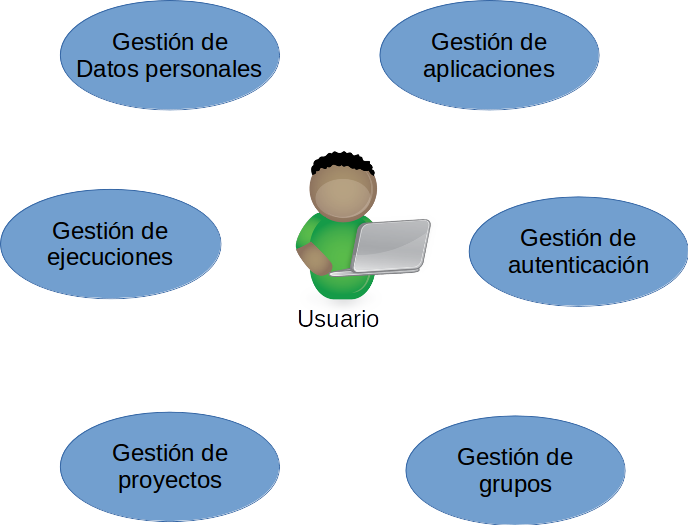 Gestión de
Datos personales
Gestión de
aplicaciones
Gestión de
ejecuciones
Gestión de
autenticación
Usuario
Gestión de
proyectos
Gestión de
grupos